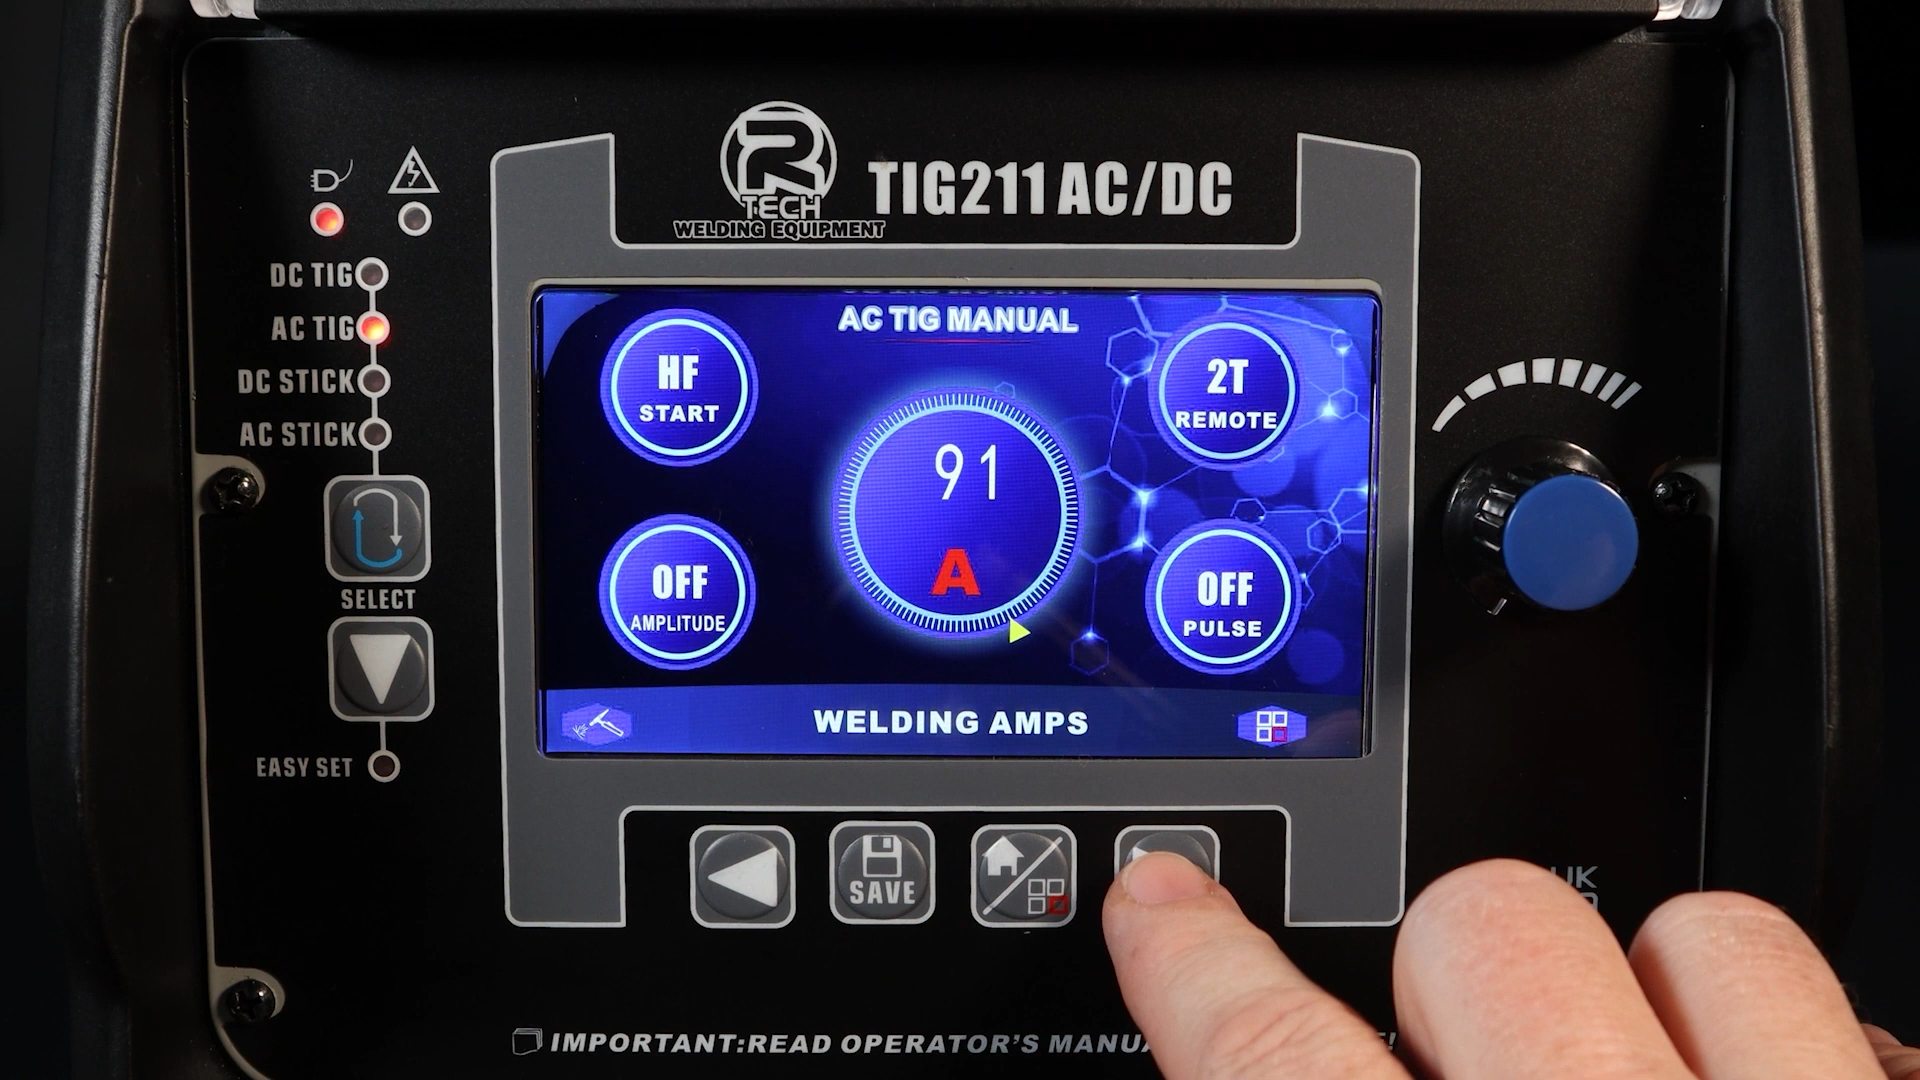 R
TECH
WELDING EQUIPMENT
TIG211 AC/DC
DC TIG
AC TIG
DC STICK
AC STICK
SELECT
EASY SET
AC TIG MANUAL
HF
START
2T
REMOTE
91
A
OFF
AMPLITUDE
OFF
PULSE
WELDING AMPS
SAVE
UK
IMPORTANT:READ OPERATOR'S